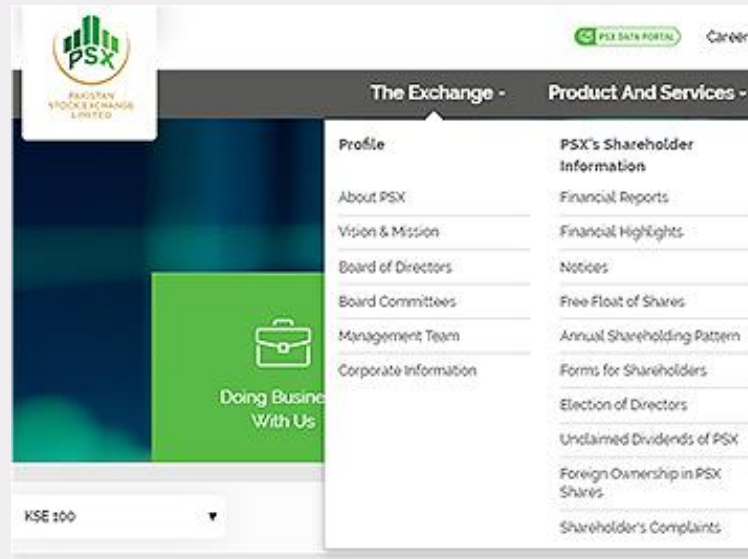 PSX
PAKISTAN
STOCK EXCHANGE
LIMITED
PSX DATA PORTAL
Career
The Exchange -
Product And Services -
Profile
About PSX
Vision & Mission
Board of Directors
Board Committees
Management Team
Corporate Information
PSX's Shareholder
Information
Financial Reports
Financial Highlights
Notices
Free Float of Shares
Annual Shareholding Pattern
Forms for Shareholders
Election of Directors
Unclaimed Dividends of PSX
Foreign Ownership in PSX
Shares
Shareholder's Complaints
Doing Busine
With Us
KSE 100